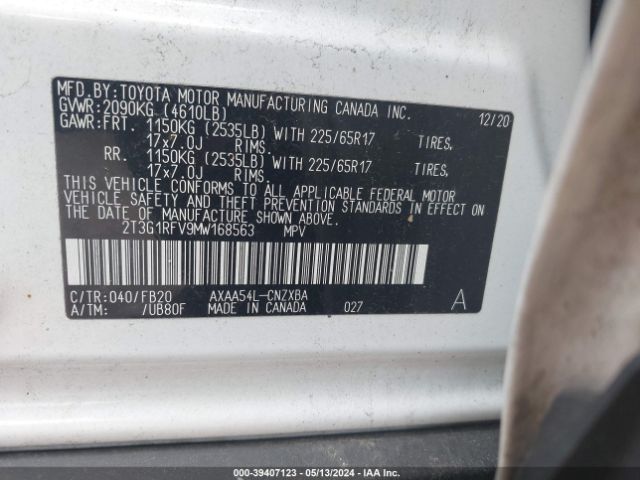 MFD.BY:TOYOTA MOTOR MANUFACTURING CANADA INC.
GVWR:2090KG (4610LB) 12/20
GAWR:FRT. 1150KG (2535LB) WITH 225/65R17 TIRES,
17x7.0J RIMS.
RR. 1150KG (2535LB) WITH 225/65R17 TIRES,
17x7.0J RIMS.
THIS VEHICLE CONFORMS TO ALL APPLICABLE FEDERAL MOTOR
VEHICLE SAFETY AND THEFT PREVENTION STANDARDS IN EFFECT ON
THE DATE OF MANUFACTURE SHOWN ABOVE.
2T3G1RFV9MW168563 MPV
C/TR:040/FB20 AXAA54L-CNZXBA
A/TM: /UB80F MADE IN CANADA 027 A
000-39407123 - 05/13/2024 - IAA Inc.